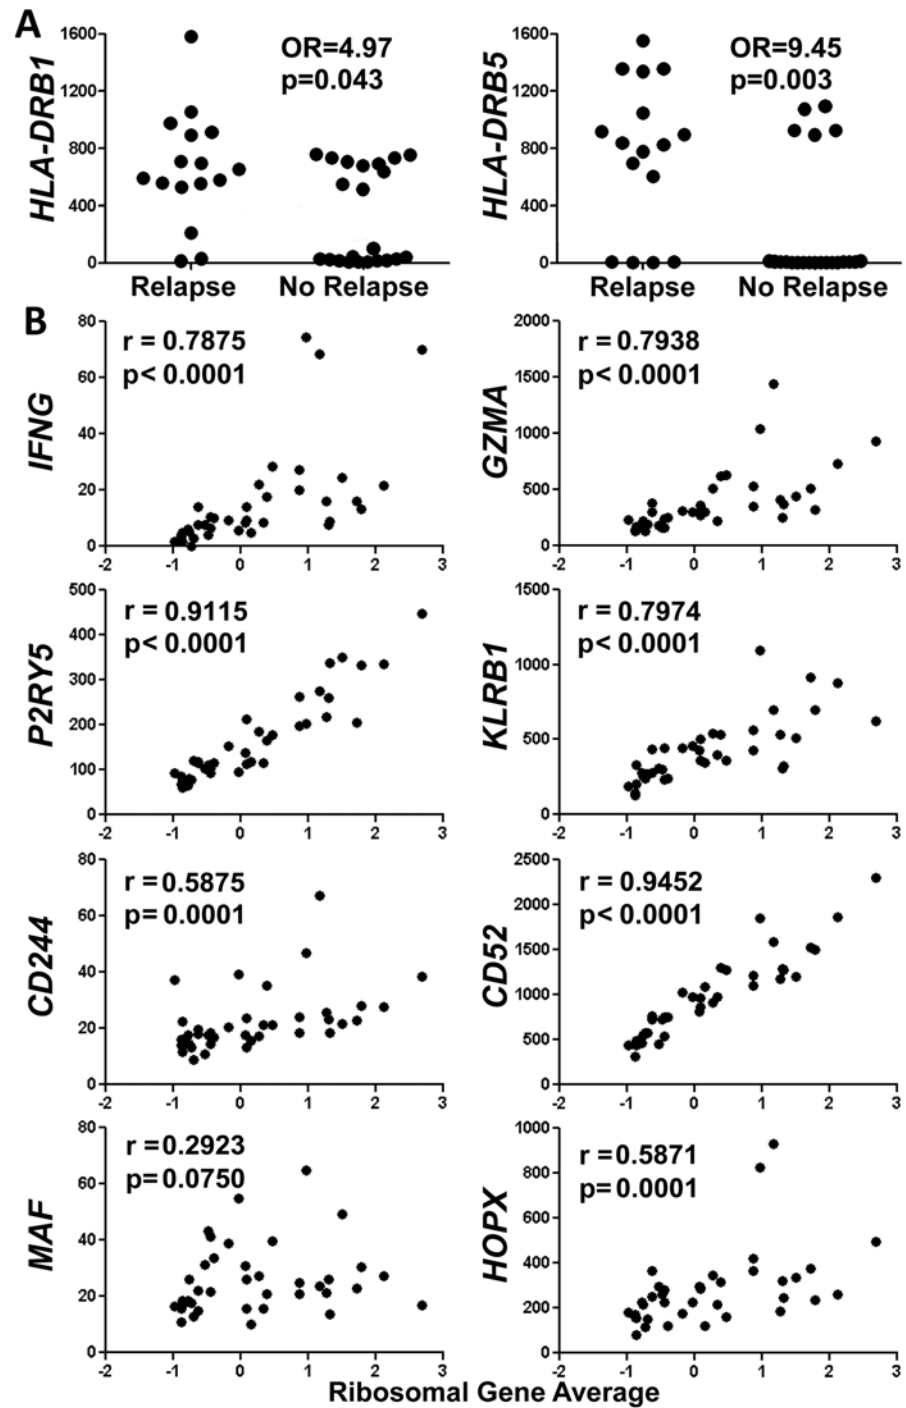 A
HLA-DRB1
1600
1200
800
400
0
OR=4.97
p=0.043
Relapse
No Relapse
HLA-DRB5
1600
1200
800
400
0
OR=9.45
p=0.003
Relapse
No Relapse
B
IFNG
80
60
40
20
0
r = 0.7875
p< 0.0001
-2 -1 0 1 2 3
GZMA
2000
1500
1000
500
0
r = 0.7938
p< 0.0001
-2 -1 0 1 2 3
P2RY5
500
400
300
200
100
0
r = 0.9115
p< 0.0001
-2 -1 0 1 2 3
KLRB1
1500
1000
500
0
r = 0.7974
p< 0.0001
-2 -1 0 1 2 3
CD244
80
60
40
20
0
r = 0.5875
p= 0.0001
-2 -1 0 1 2 3
CD52
2500
2000
1500
1000
500
0
r = 0.9452
p< 0.0001
-2 -1 0 1 2 3
MAF
80
60
40
20
0
r = 0.2923
p= 0.0750
-2 -1 0 1 2 3
HOPX
1000
800
600
400
200
0
r = 0.5871
p= 0.0001
-2 -1 0 1 2 3
Ribosomal Gene Average